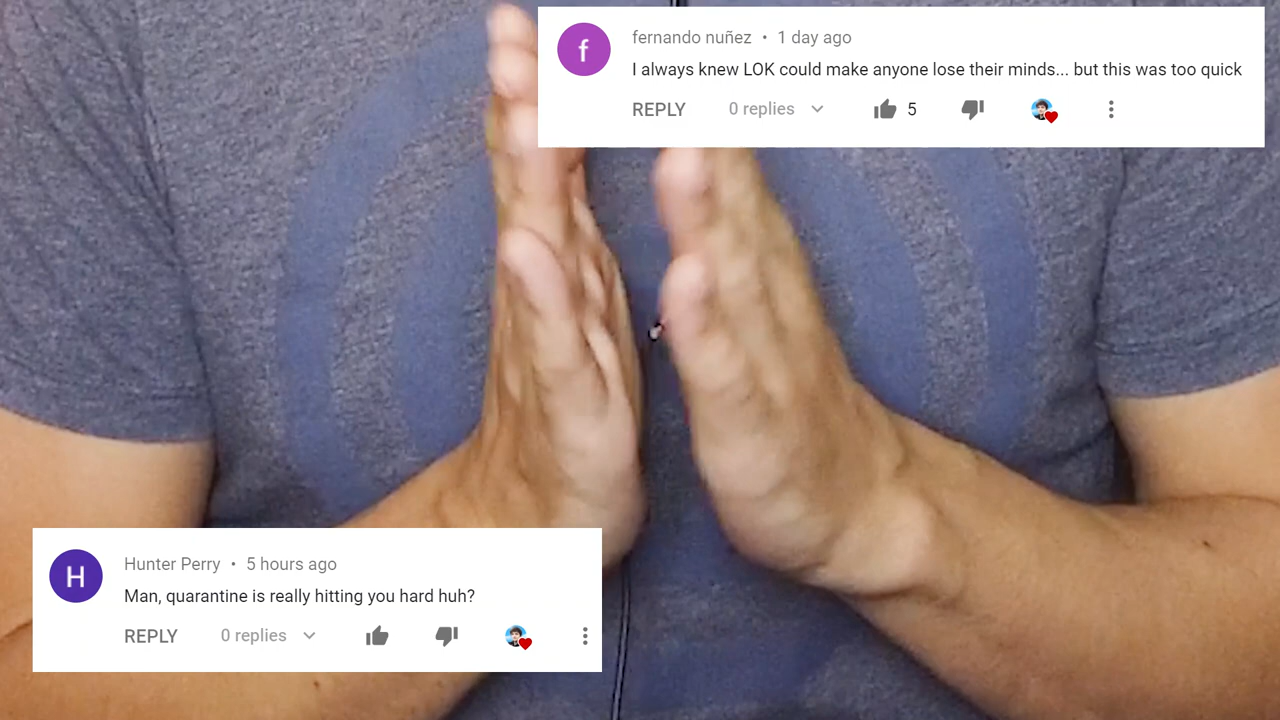 f
fernando nuñez • 1 day ago
I always knew LOK could make anyone lose their minds... but this was too quick
REPLY 0 replies 5
H
Hunter Perry • 5 hours ago
Man, quarantine is really hitting you hard huh?
REPLY 0 replies